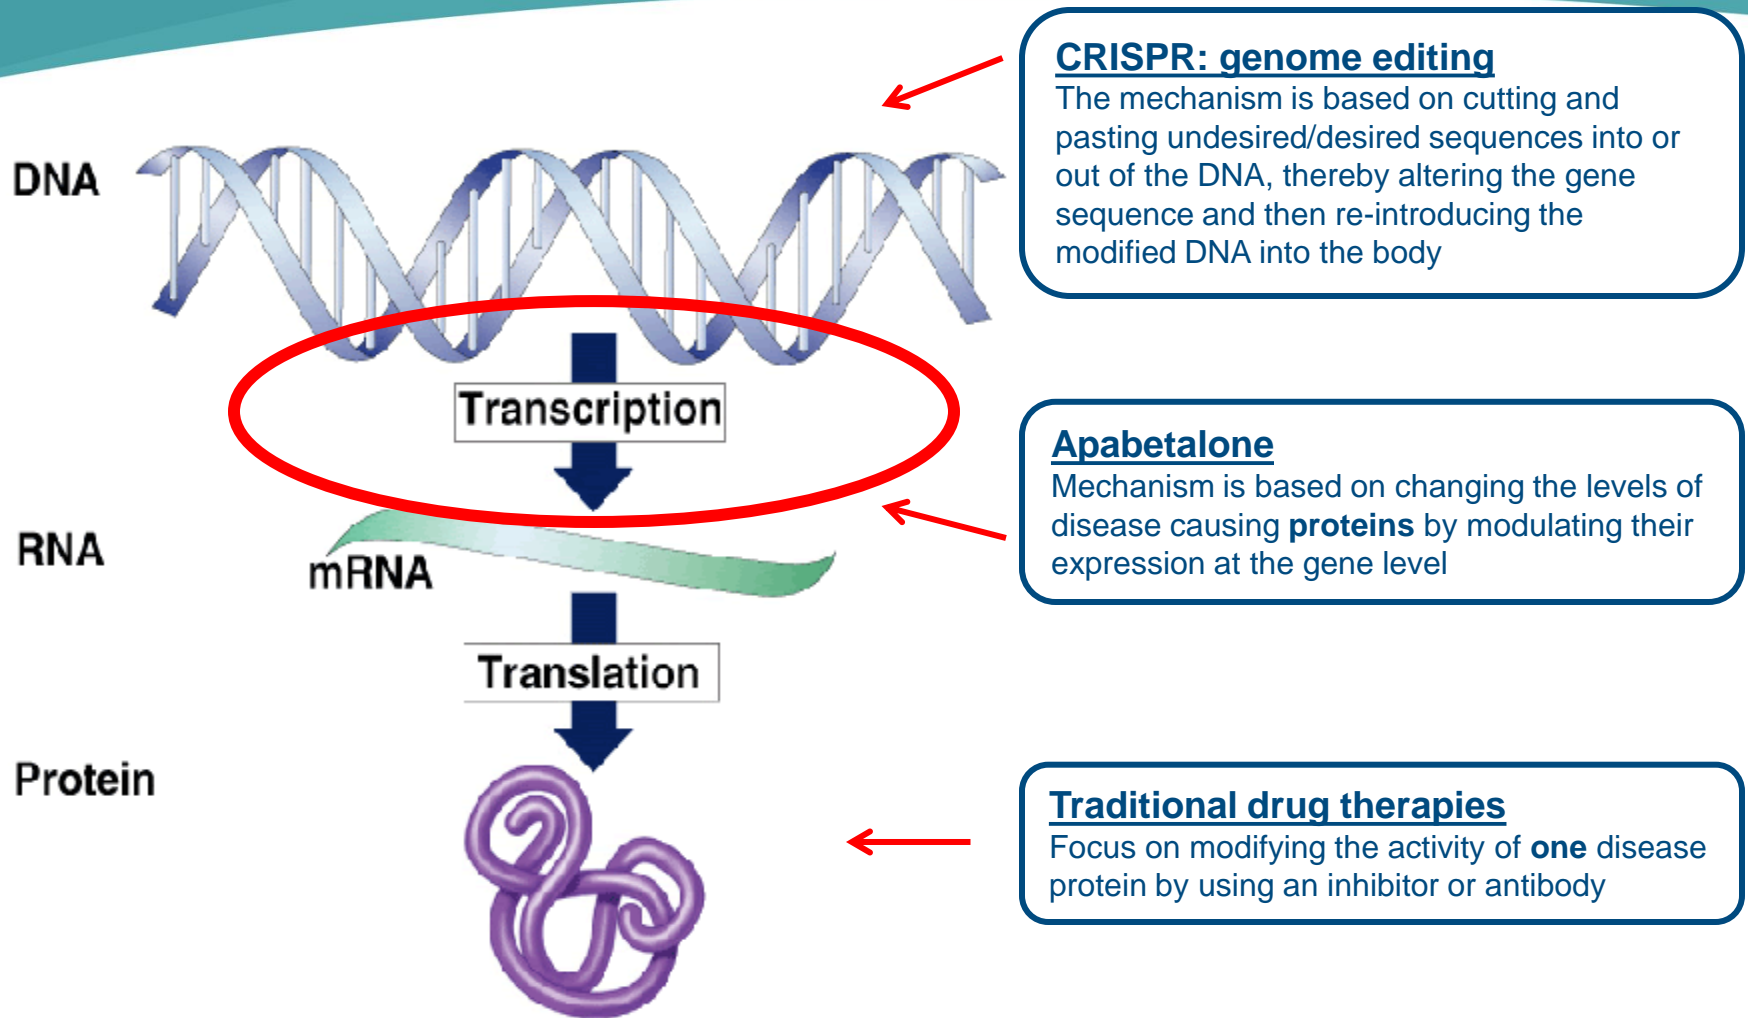 CRISPR: genome editing
The mechanism is based on cutting and
pasting undesired/desired sequences into or
out of the DNA, thereby altering the gene
sequence and then re-introducing the
modified DNA into the body
DNA
Transcription
Apabetalone
Mechanism is based on changing the levels of
disease causing proteins by modulating their
expression at the gene level
RNA
mRNA
Translation
Protein
Traditional drug therapies
Focus on modifying the activity of one disease
protein by using an inhibitor or antibody